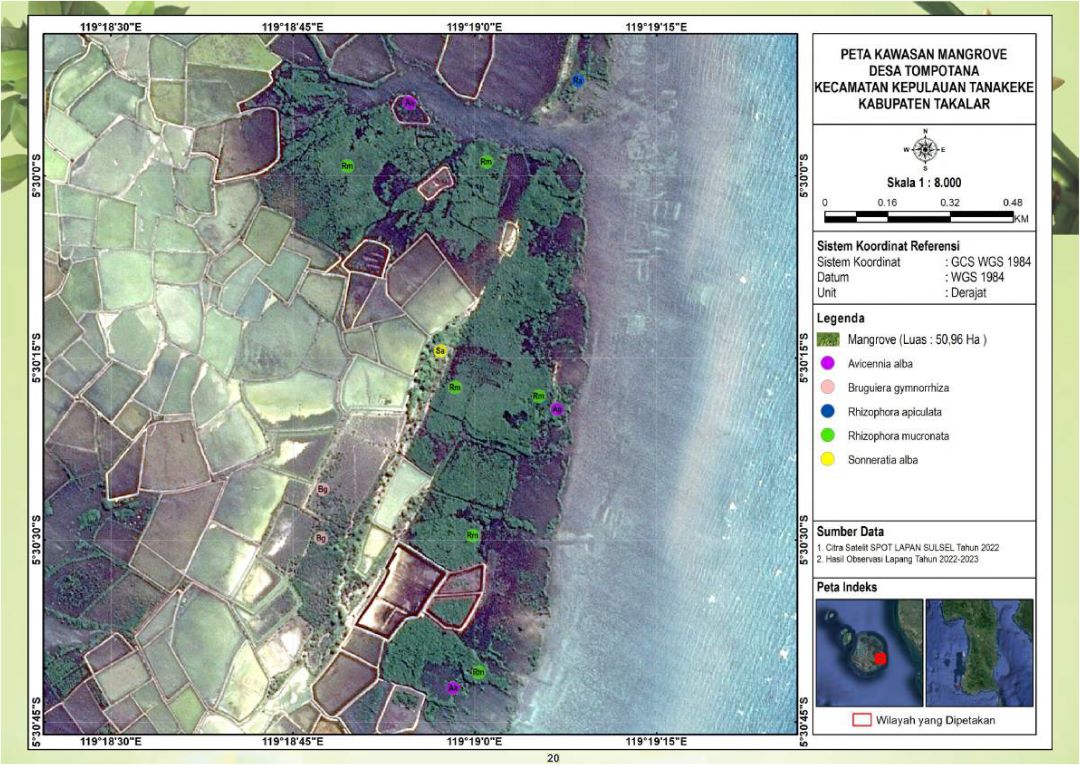 119°18'30"E 119°18'45"E 119°19'0"E 119°19'15"E
5°30'0"S 5°30'0"S
5°30'15"S 5°30'15"S
5°30'30"S 5°30'30"S
5°30'45"S 5°30'45"S
Ra
Rm
Rm
Sa
Rm
Rm
Bg
Bg
Rm
Rm
119°18'30"E 119°18'45"E 119°19'0"E 119°19'15"E
PETA KAWASAN MANGROVE
DESA TOMPOTANA
KECAMATAN KEPULAUAN TANAKEKE
KABUPATEN TAKALAR
N
W E
S
Skala 1 : 8.000
0 0.16 0.32 0.48
KM
Sistem Koordinat Referensi
Sistem Koordinat : GCS WGS 1984
Datum : WGS 1984
Unit : Derajat
Legenda
Mangrove (Luas : 50,96 Ha )
Avicennia alba
Bruguiera gymnorrhiza
Rhizophora apiculata
Rhizophora mucronata
Sonneratia alba
Sumber Data
1. Citra Satelit SPOT LAPAN SULSEL Tahun 2022
2. Hasil Observasi Lapang Tahun 2022-2023
Peta Indeks
Wilayah yang Dipetakan
20